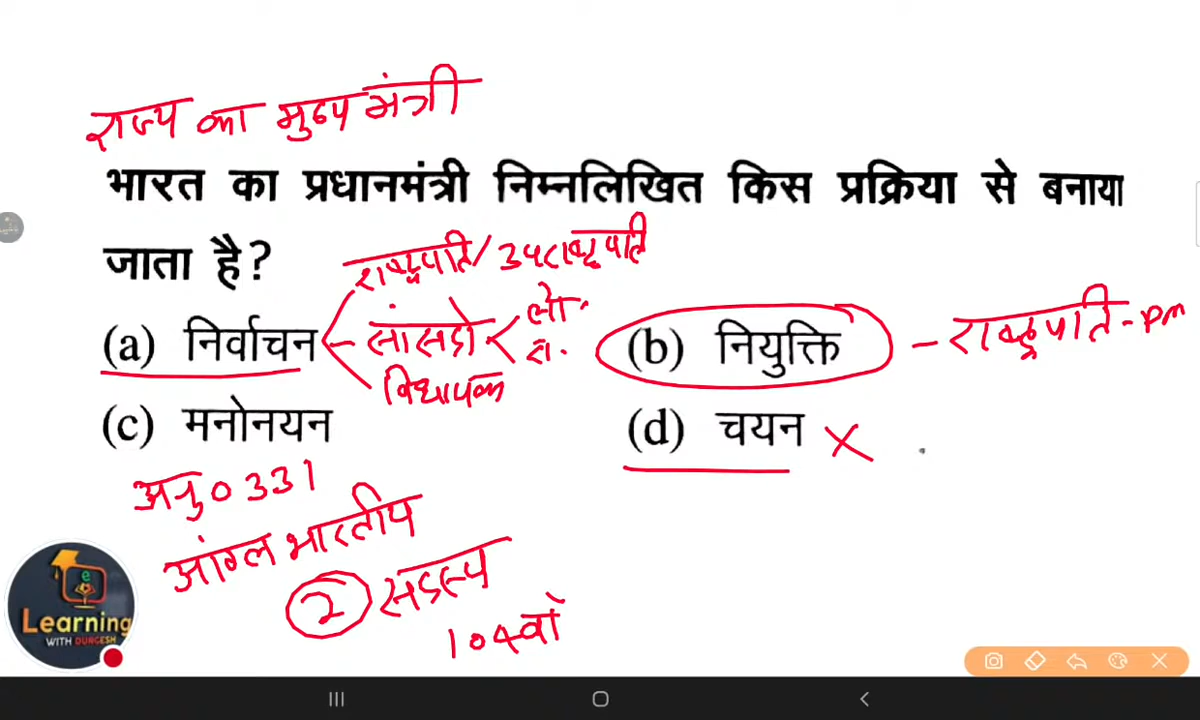 राज्य का मुख्य मंत्री
भारत का प्रधानमंत्री निम्नलिखित किस प्रक्रिया से बनाया
जाता है?
राष्ट्रपति/उपराष्ट्रपति
(a) निर्वाचन - सांसदो < लो. रा.
विधायक
(b) नियुक्ति - राष्ट्रपति - pm
(c) मनोनयन
(d) चयन X
अनु० 331
आंग्ल भारतीय
2 सदस्य
104वां
e
Learning
WITH DURGESH